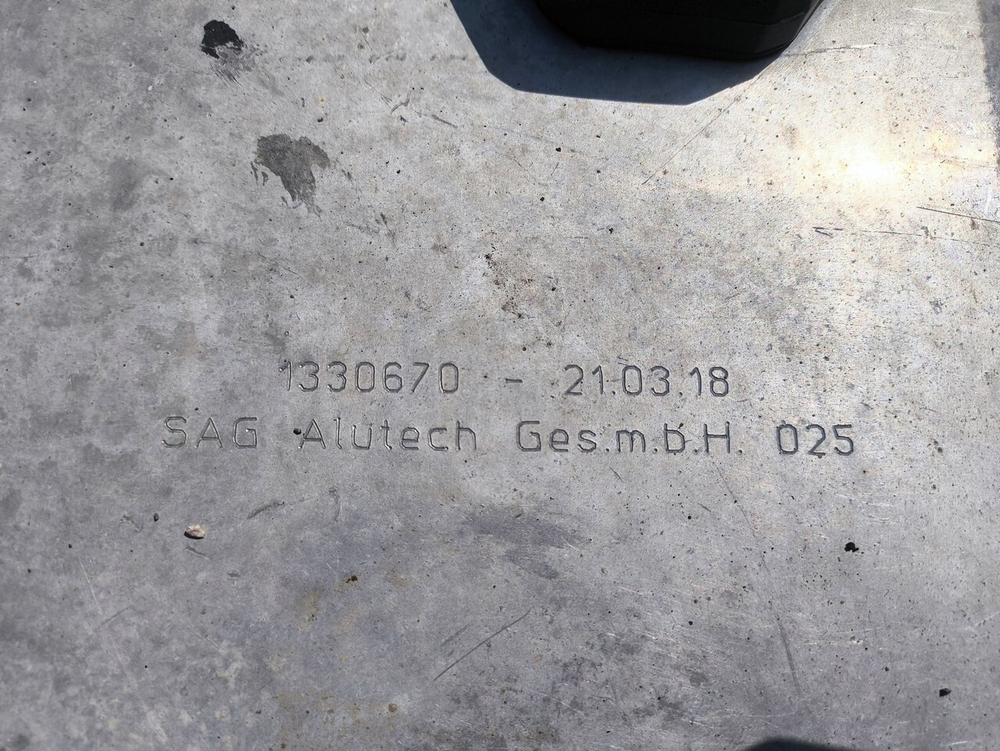 1330670 - 21.03.18
SAG Alutech Ges.m.b.H. 025